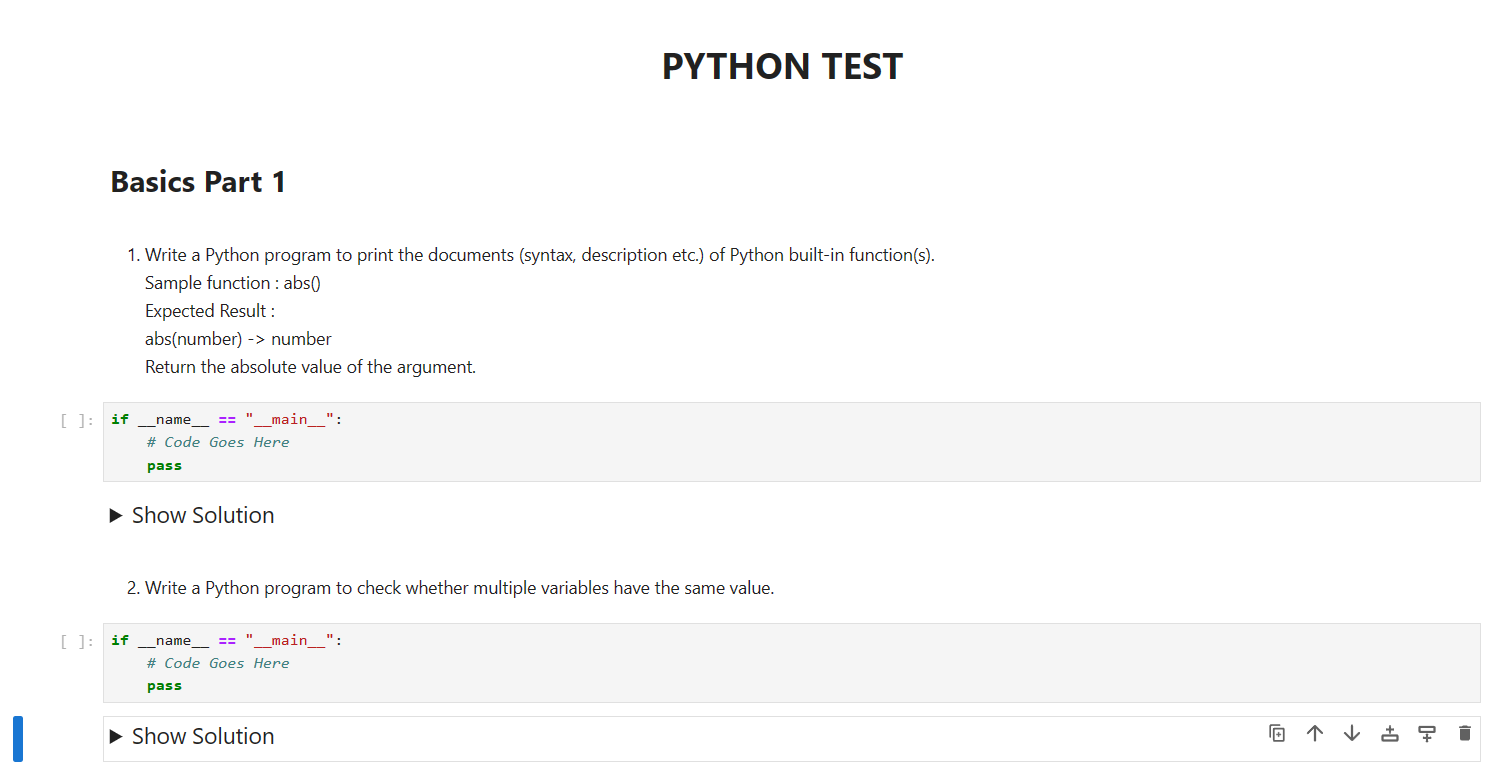 PYTHON TEST
Basics Part 1
1. Write a Python program to print the documents (syntax, description etc.) of Python built-in function(s).
Sample function : abs()
Expected Result :
abs(number) -> number
Return the absolute value of the argument.
[ ]: if __name__ == "__main__":
# Code Goes Here
pass
Show Solution
2. Write a Python program to check whether multiple variables have the same value.
[ ]: if __name__ == "__main__":
# Code Goes Here
pass
Show Solution